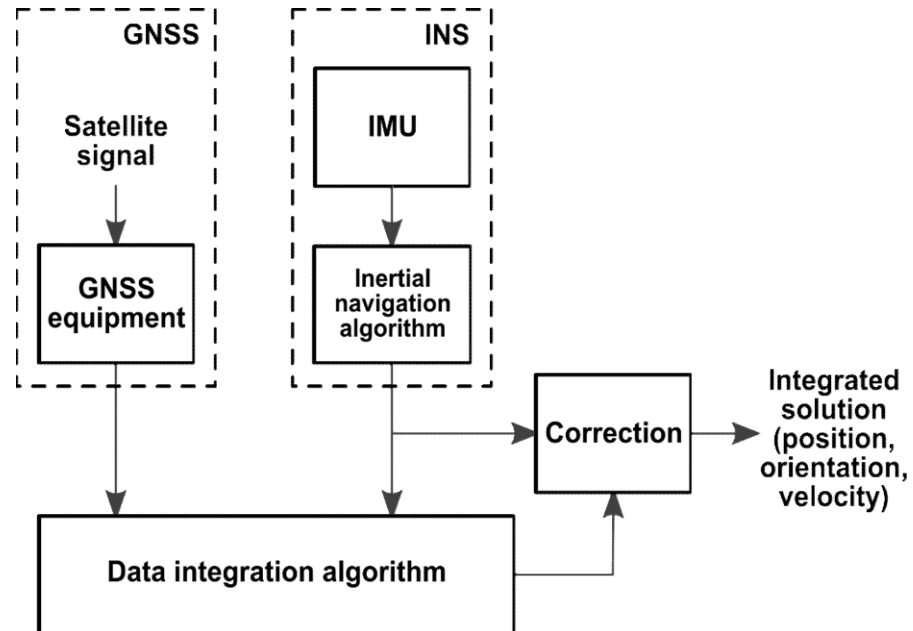 GNSS
Satellite
signal
GNSS
equipment
INS
IMU
Inertial
navigation
algorithm
Correction
Integrated
solution
(position,
orientation,
velocity)
Data integration algorithm